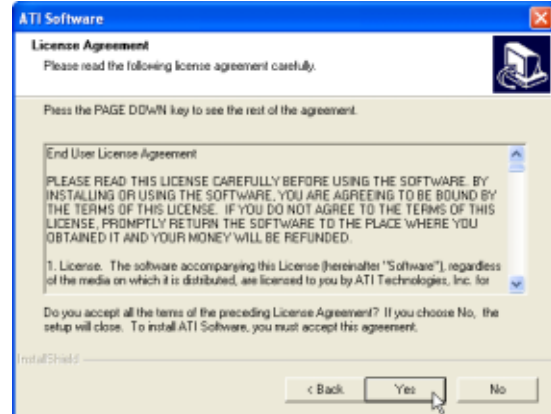 ATI Software
License Agreement
Please read the following license agreement carefully.
Press the PAGE DOWN key to see the rest of the agreement.
End User License Agreement
PLEASE READ THIS LICENSE CAREFULLY BEFORE USING THE SOFTWARE. BY
INSTALLING OR USING THE SOFTWARE, YOU ARE AGREEING TO BE BOUND BY
THE TERMS OF THIS LICENSE. IF YOU DO NOT AGREE TO THE TERMS OF THIS
LICENSE, PROMPTLY RETURN THE SOFTWARE TO THE PLACE WHERE YOU
OBTAINED IT AND YOUR MONEY WILL BE REFUNDED.
1. License. The software accompanying this License (hereinafter "Software"), regardless
of the media on which it is distributed, are licensed to you by ATI Technologies, Inc. for
Do you accept all the terms of the preceding License Agreement? If you choose No, the
setup will close. To install ATI Software, you must accept this agreement.
InstallShield
< Back Yes No